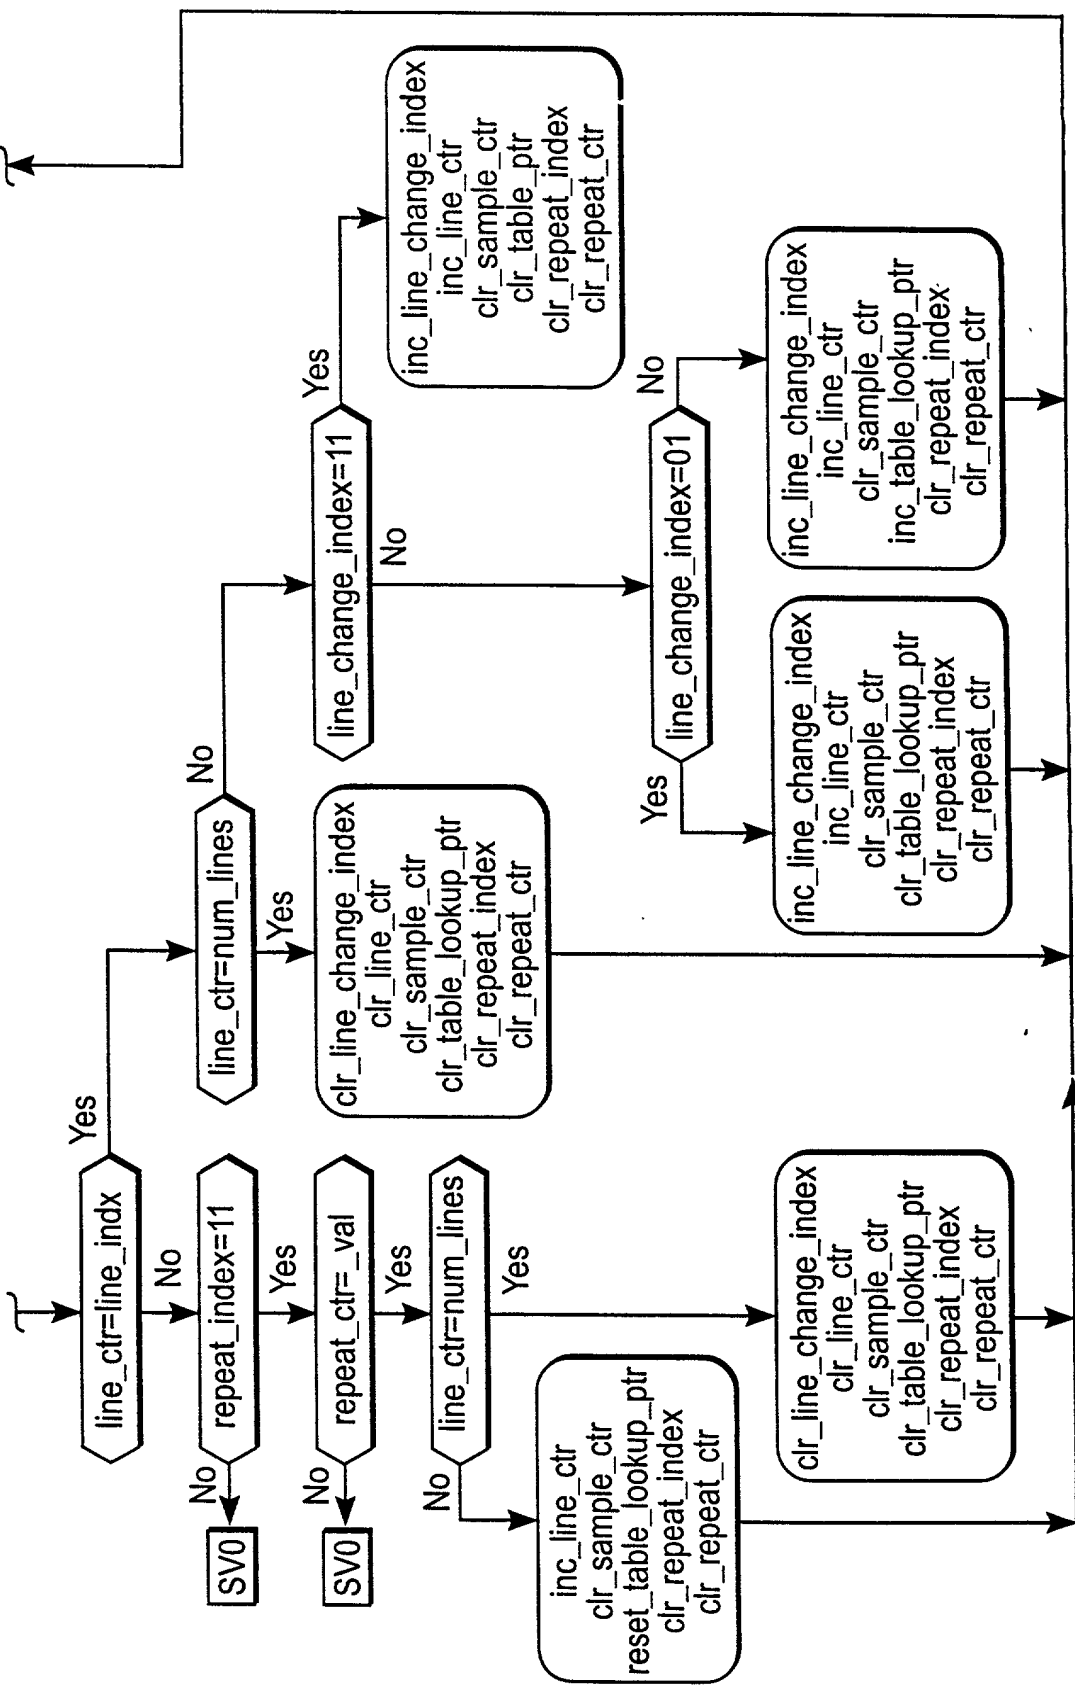 line_ctr=line_indx
Yes
No
repeat_index=11
No
SV0
Yes
repeat_ctr=_val
No
SV0
Yes
line_ctr=num_lines
No
Yes
inc_line_ctr
clr_sample_ctr
reset_table_lookup_ptr
clr_repeat_index
clr_repeat_ctr
clr_line_change_index
clr_line_ctr
clr_sample_ctr
clr_table_lookup_ptr
clr_repeat_index
clr_repeat_ctr
line_ctr=num_lines
No
Yes
clr_line_change_index
clr_line_ctr
clr_sample_ctr
clr_table_lookup_ptr
clr_repeat_index
clr_repeat_ctr
line_change_index=11
Yes
No
inc_line_change_index
inc_line_ctr
clr_sample_ctr
clr_table_ptr
clr_repeat_index
clr_repeat_ctr
line_change_index=01
Yes
No
inc_line_change_index
inc_line_ctr
clr_sample_ctr
clr_table_lookup_ptr
clr_repeat_index
clr_repeat_ctr
inc_line_change_index
inc_line_ctr
clr_sample_ctr
inc_table_lookup_ptr
clr_repeat_index
clr_repeat_ctr